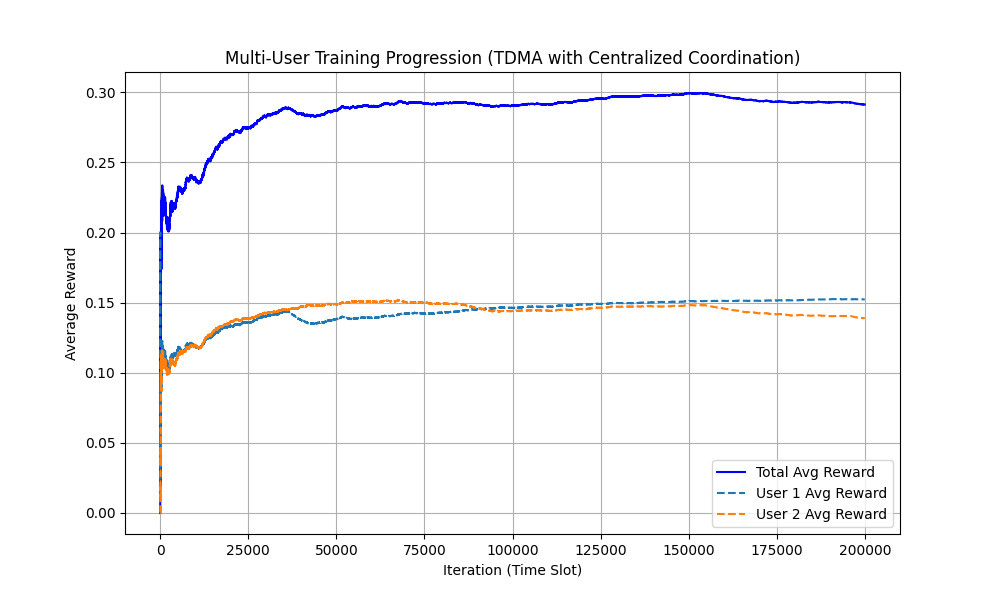 Multi-User Training Progression (TDMA with Centralized Coordination)
Average Reward
0.30
0.25
0.20
0.15
0.10
0.05
0.00
Total Avg Reward
User 1 Avg Reward
User 2 Avg Reward
0 25000 50000 75000 100000 125000 150000 175000 200000
Iteration (Time Slot)